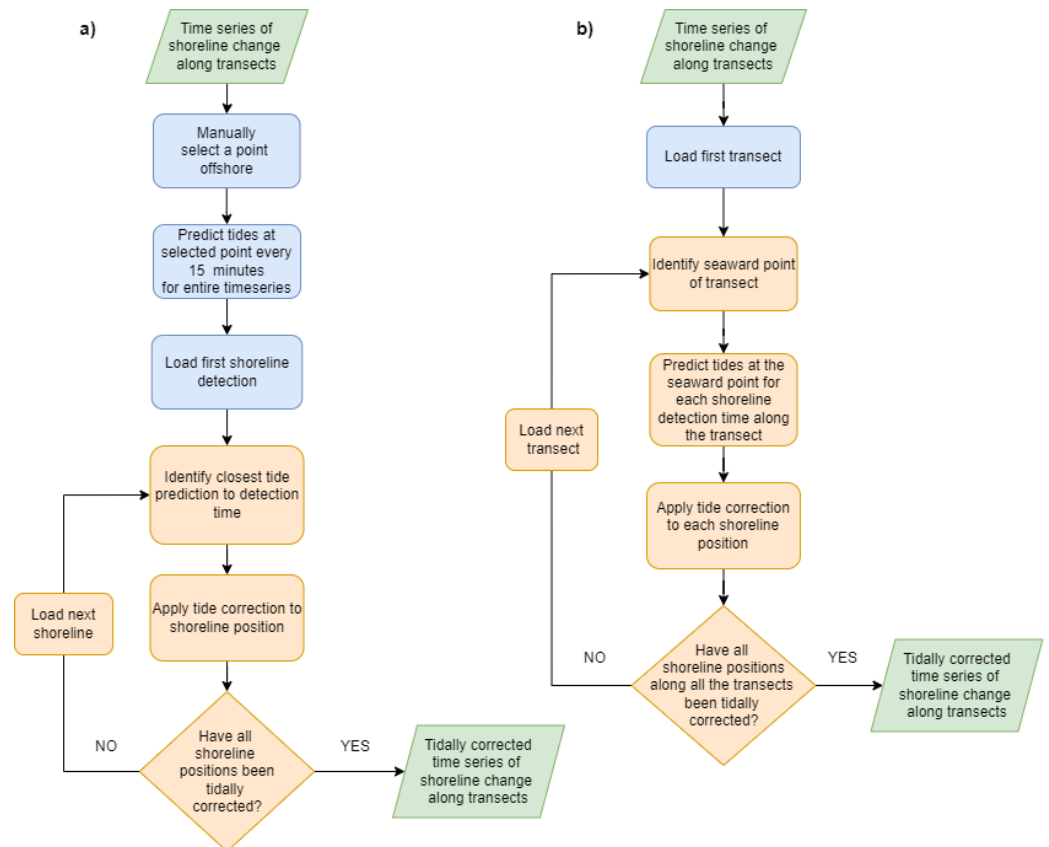 a)
Time series of
shoreline change
along transects
Manually
select a point
offshore
Predict tides at
selected point every
15 minutes
for entire timeseries
Load first shoreline
detection
Identify closest tide
prediction to detection
time
Load next
shoreline
Apply tide correction to
shoreline position
Have all
shoreline
positions been
tidally
corrected?
NO
YES
Tidally corrected
time series of
shoreline change
along transects
b)
Time series of
shoreline change
along transects
Load first transect
Identify seaward point
of transect
Predict tides at the
seaward point for
each shoreline
detection time along
the transect
Load next
transect
Apply tide correction
to each shoreline
position
Have all
shoreline positions
along all the transects
been tidally
corrected?
NO
YES
Tidally corrected
time series of
shoreline change
along transects